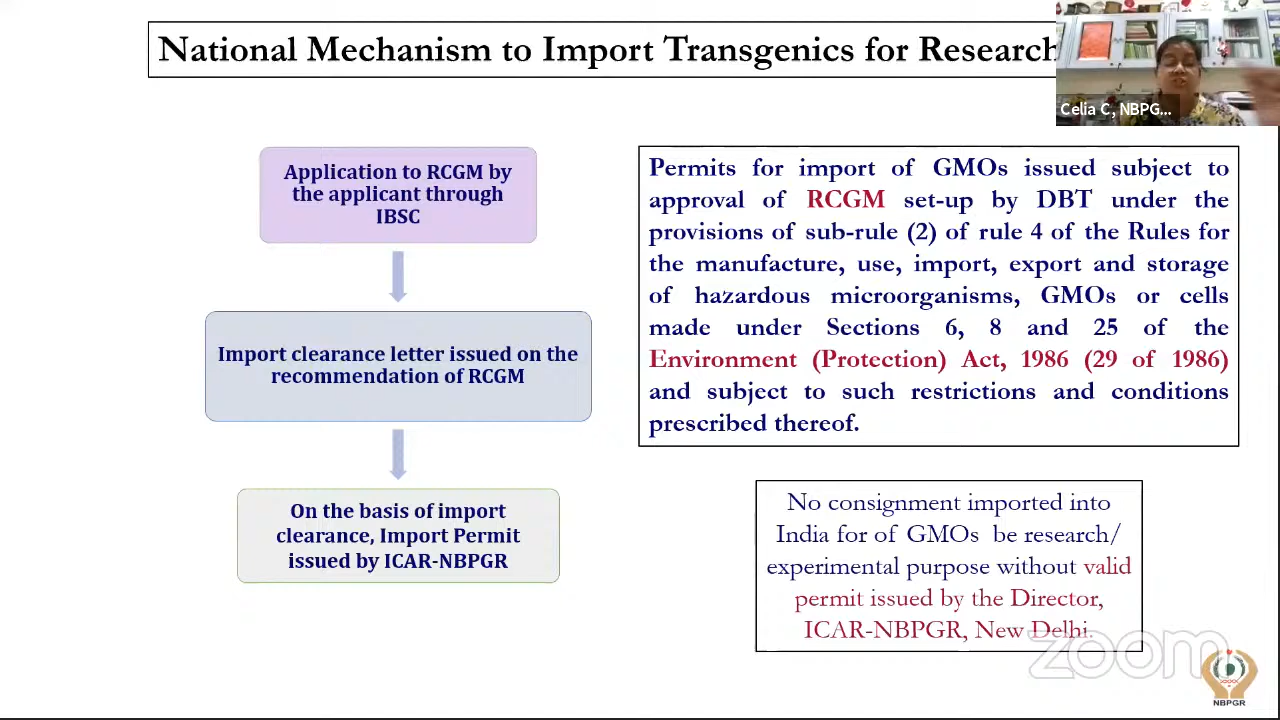 National Mechanism to Import Transgenics for Research
Celia C, NBPG...
Application to RCGM by
the applicant through
IBSC
Import clearance letter issued on the
recommendation of RCGM
On the basis of import
clearance, Import Permit
issued by ICAR-NBPGR
Permits for import of GMOs issued subject to
approval of RCGM set-up by DBT under the
provisions of sub-rule (2) of rule 4 of the Rules for
the manufacture, use, import, export and storage
of hazardous microorganisms, GMOs or cells
made under Sections 6, 8 and 25 of the
Environment (Protection) Act, 1986 (29 of 1986)
and subject to such restrictions and conditions
prescribed thereof.
No consignment imported into
India for of GMOs be research/
experimental purpose without valid
permit issued by the Director,
ICAR-NBPGR, New Delhi.
zoom
NBPGR